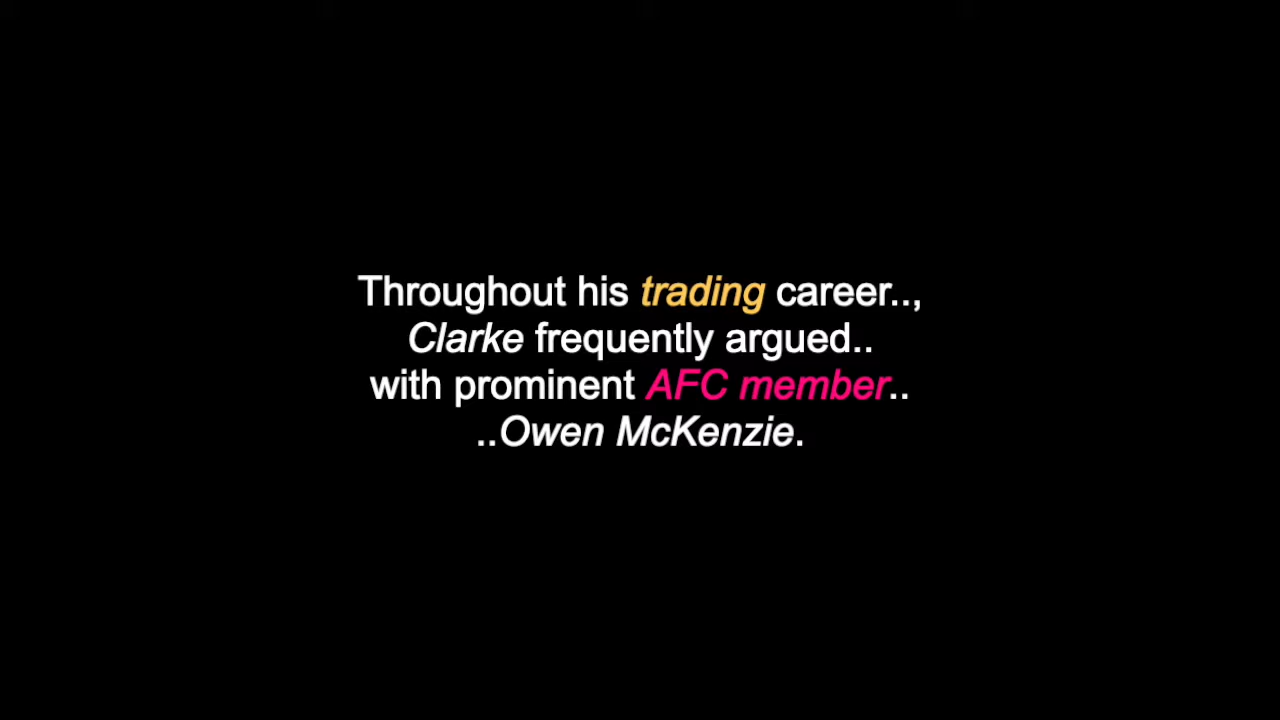 Throughout his trading career..,
Clarke frequently argued..
with prominent AFC member..
..Owen McKenzie.